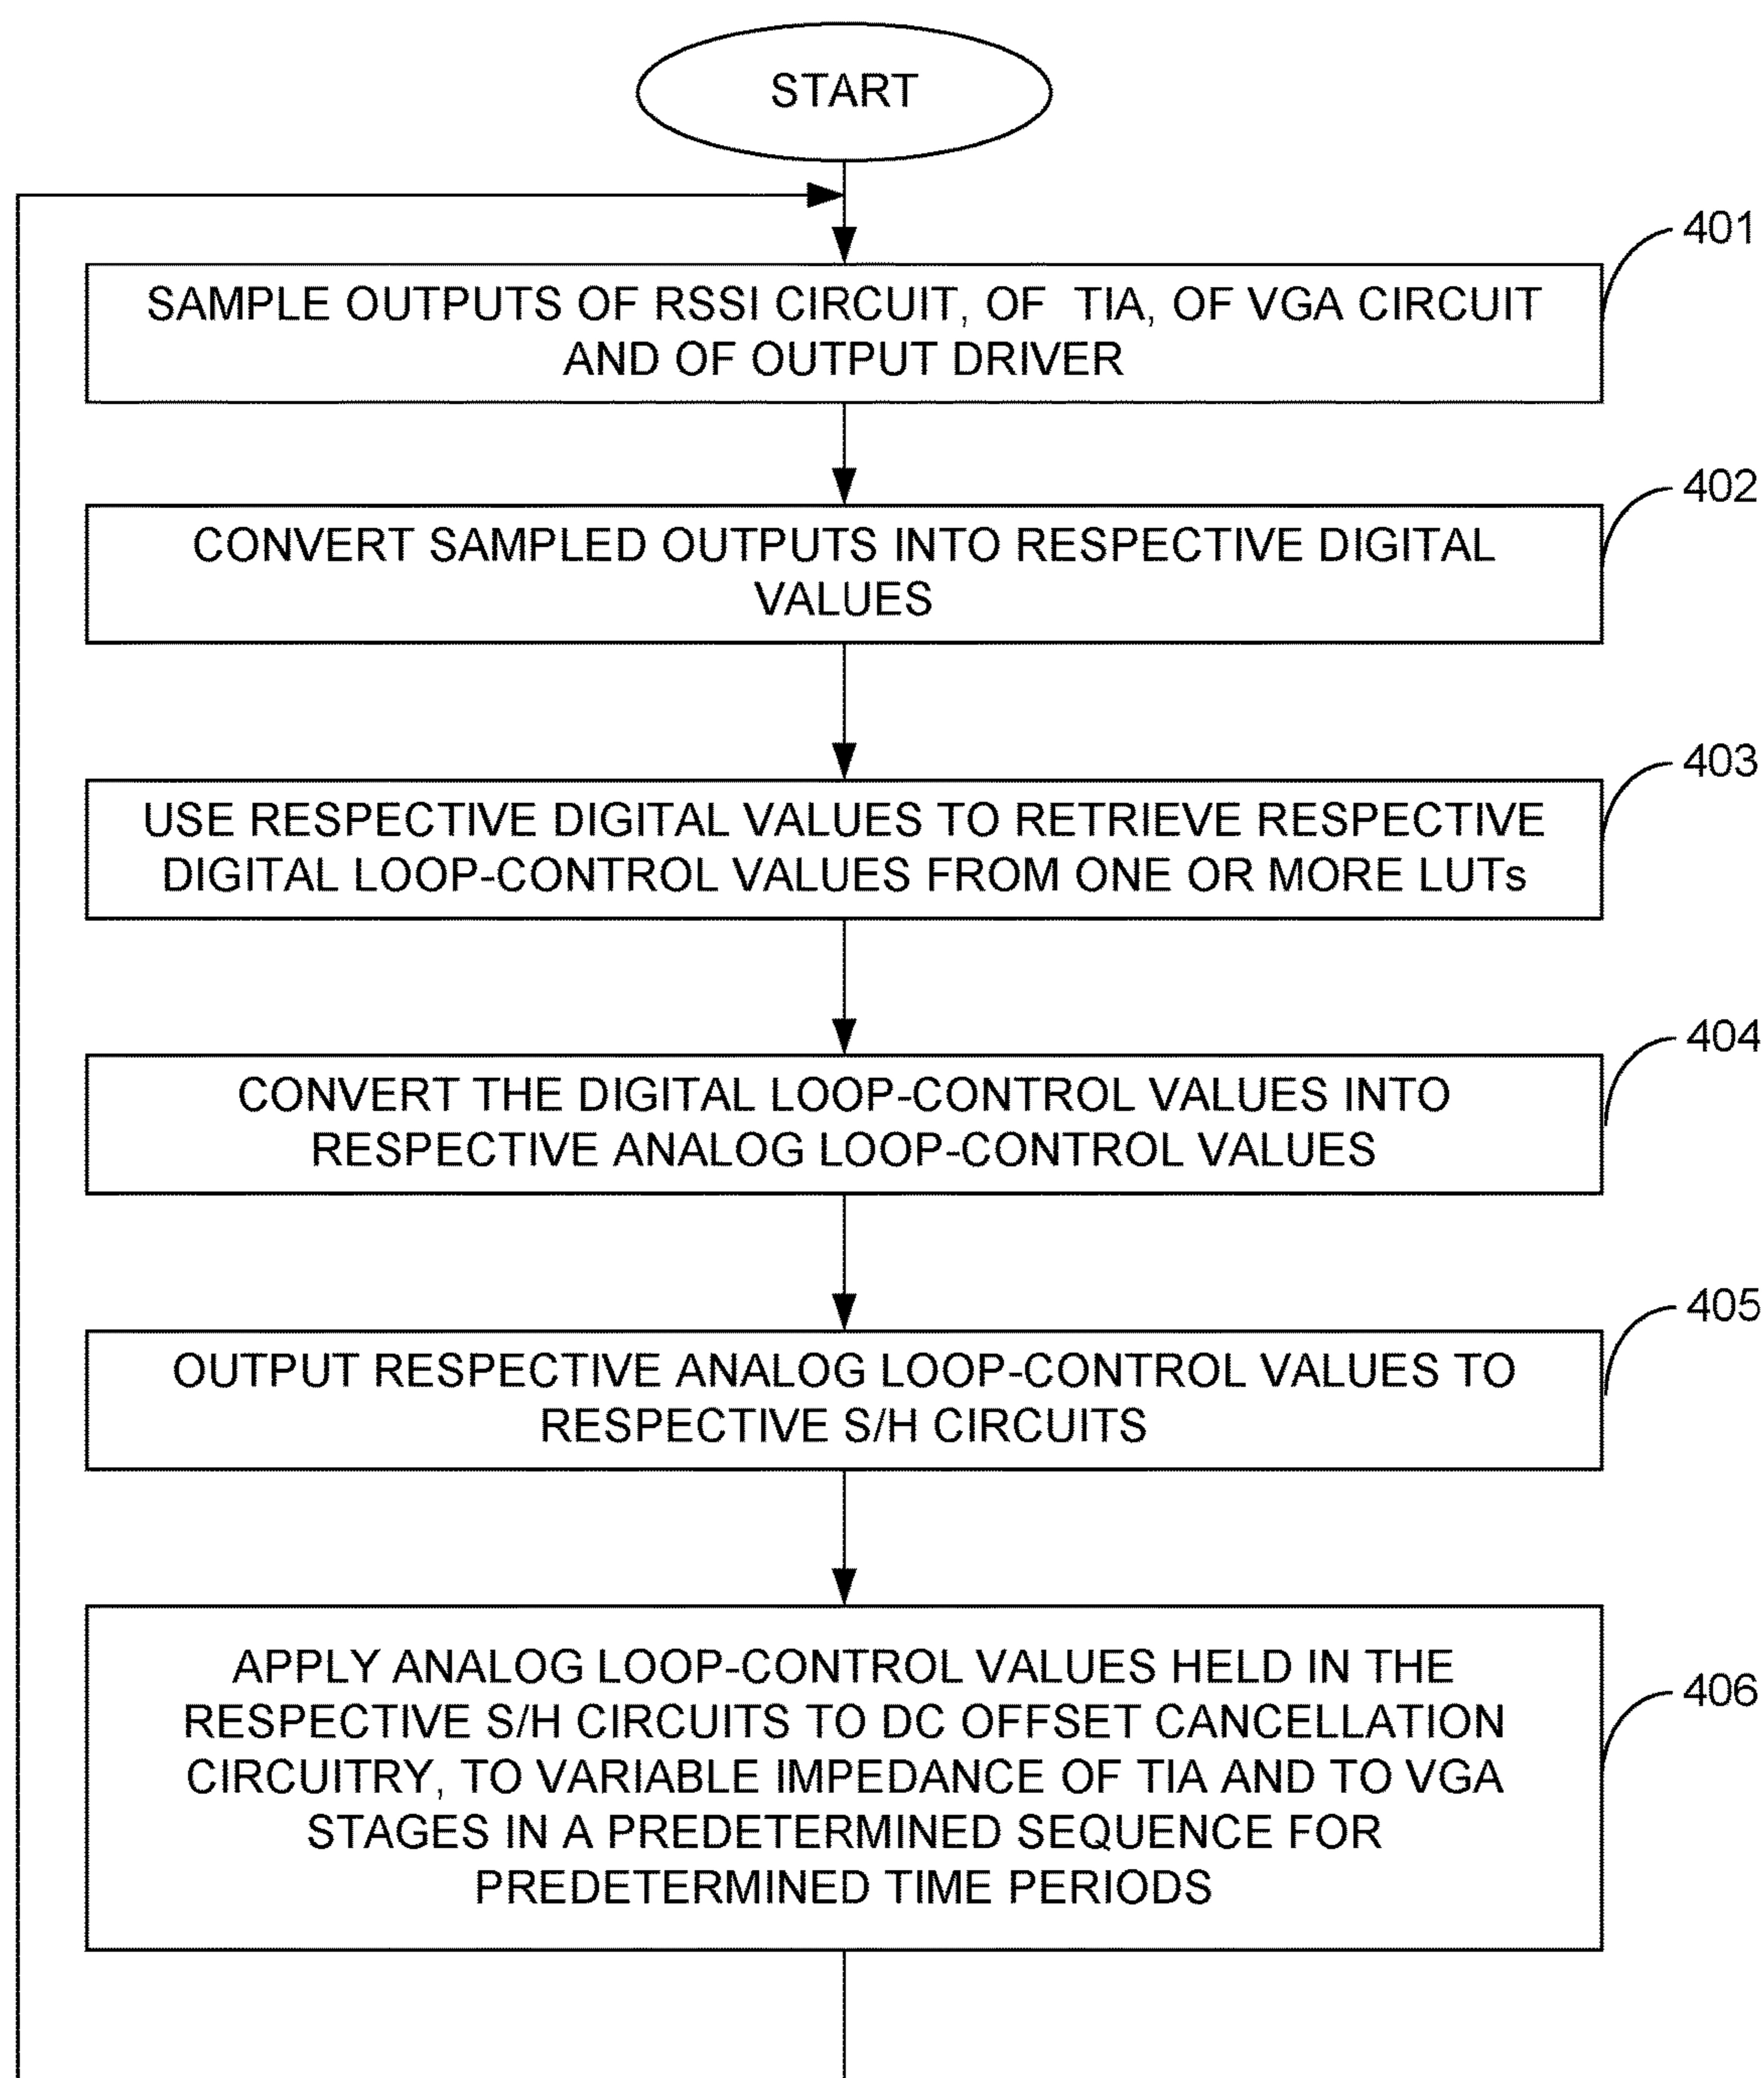 START
401
SAMPLE OUTPUTS OF RSSI CIRCUIT, OF TIA, OF VGA CIRCUIT
AND OF OUTPUT DRIVER
402
CONVERT SAMPLED OUTPUTS INTO RESPECTIVE DIGITAL
VALUES
403
USE RESPECTIVE DIGITAL VALUES TO RETRIEVE RESPECTIVE
DIGITAL LOOP-CONTROL VALUES FROM ONE OR MORE LUTs
404
CONVERT THE DIGITAL LOOP-CONTROL VALUES INTO
RESPECTIVE ANALOG LOOP-CONTROL VALUES
405
OUTPUT RESPECTIVE ANALOG LOOP-CONTROL VALUES TO
RESPECTIVE S/H CIRCUITS
406
APPLY ANALOG LOOP-CONTROL VALUES HELD IN THE
RESPECTIVE S/H CIRCUITS TO DC OFFSET CANCELLATION
CIRCUITRY, TO VARIABLE IMPEDANCE OF TIA AND TO VGA
STAGES IN A PREDETERMINED SEQUENCE FOR
PREDETERMINED TIME PERIODS